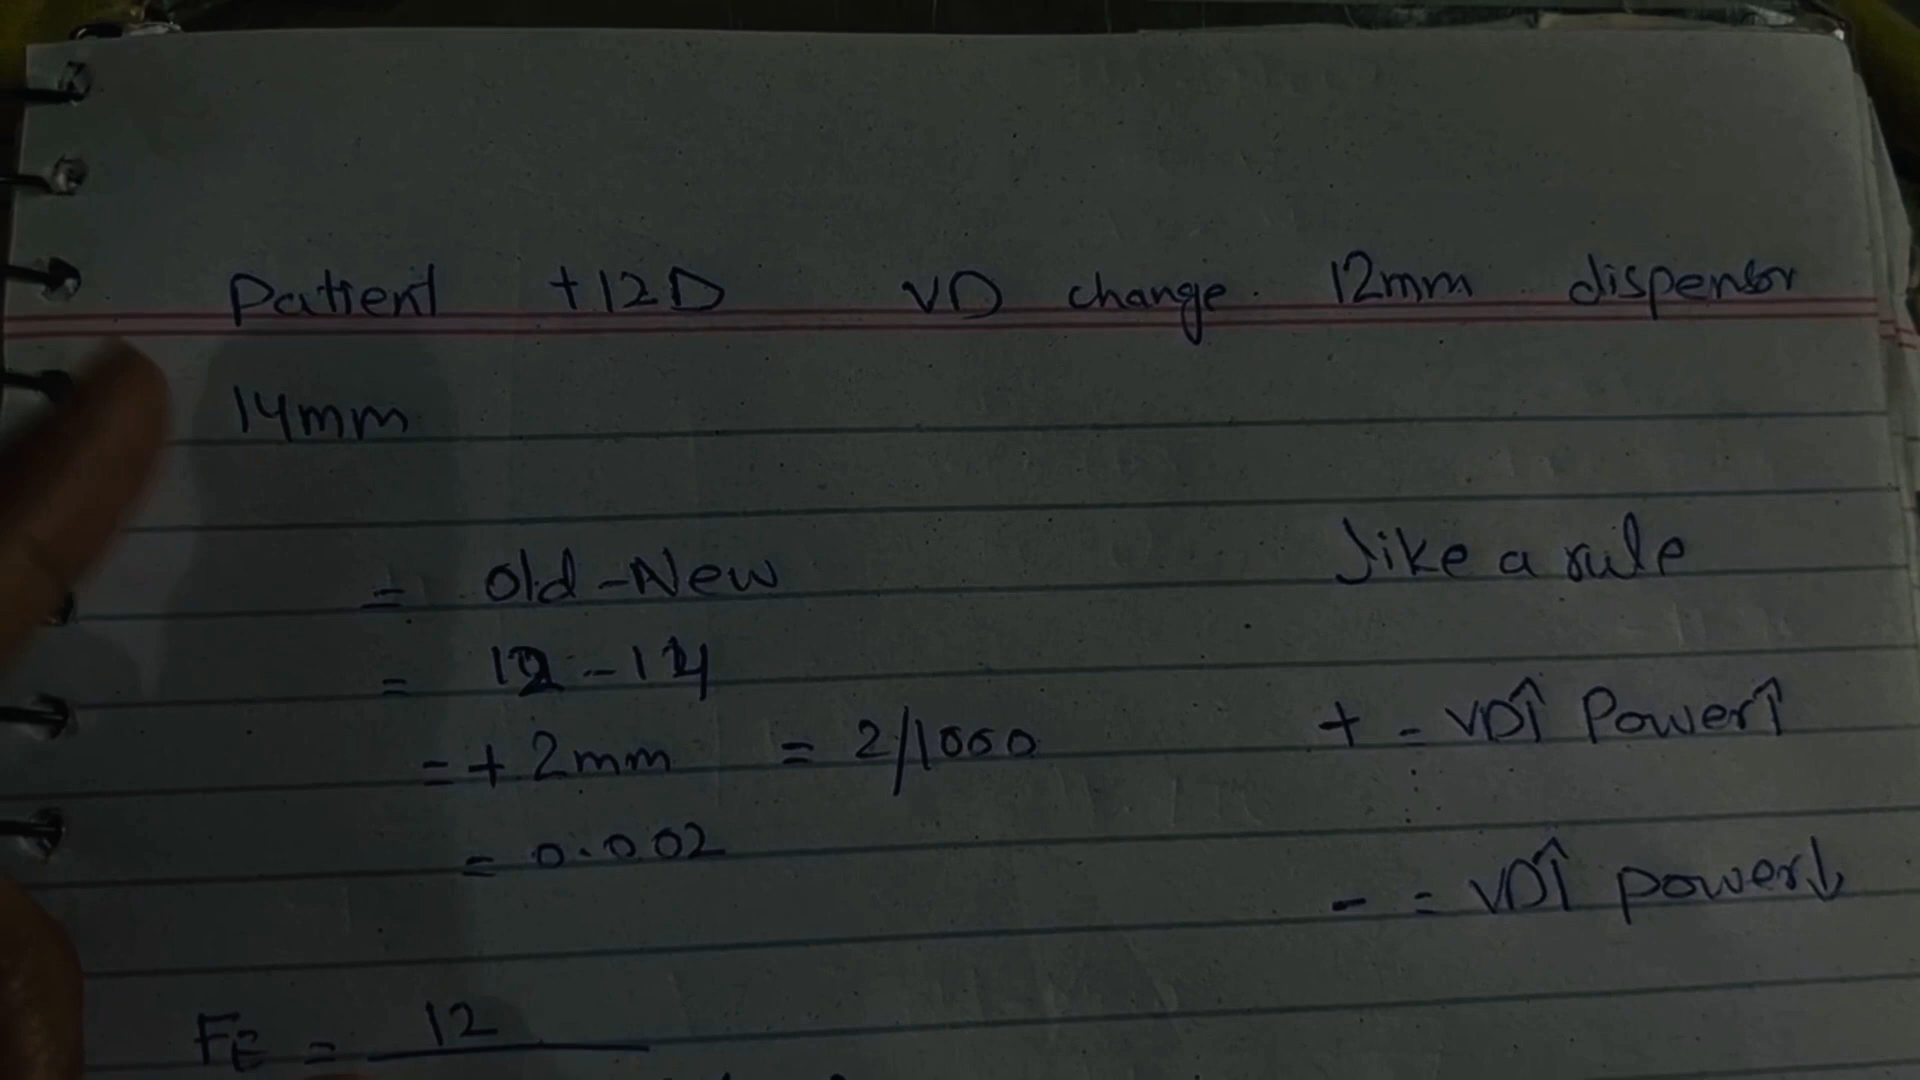 Patient +12D VD change. 12mm dispensor
14mm
= Old-New
= 12-14
= + 2mm = 2/1000
= 0.002
FE = 12
like a rule
+ = VD↑ Power↑
- = VD↑ power↓